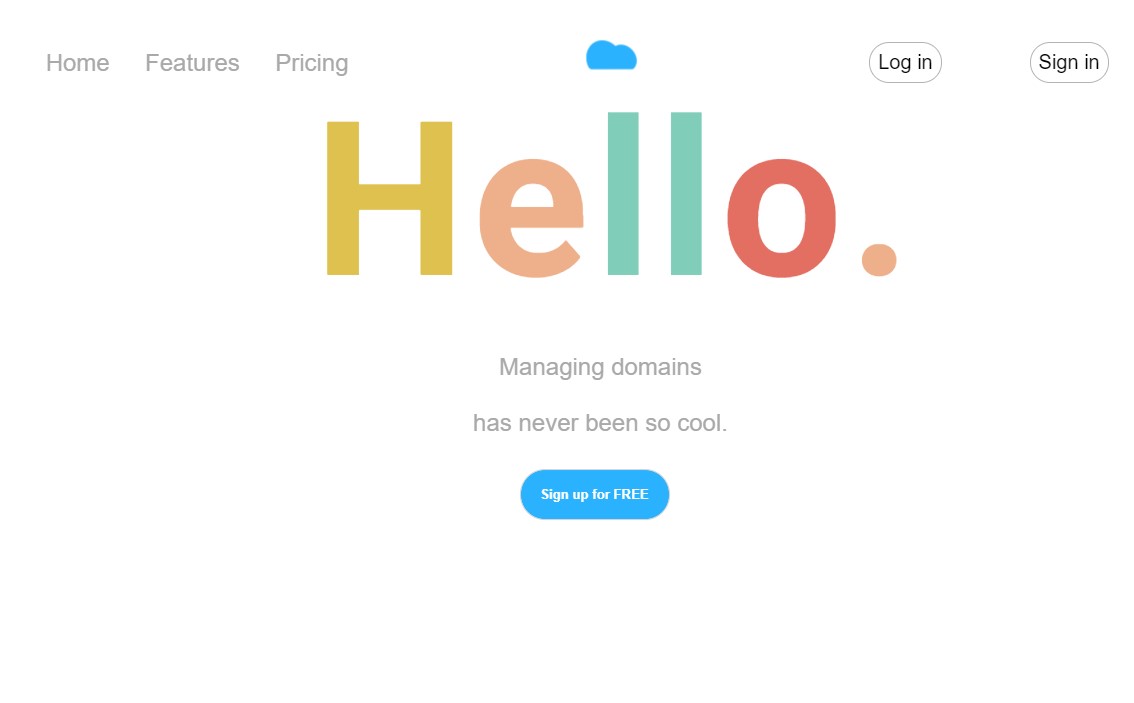 Home Features Pricing Log in Sign in
Hello.
Managing domains
has never been so cool.
Sign up for FREE